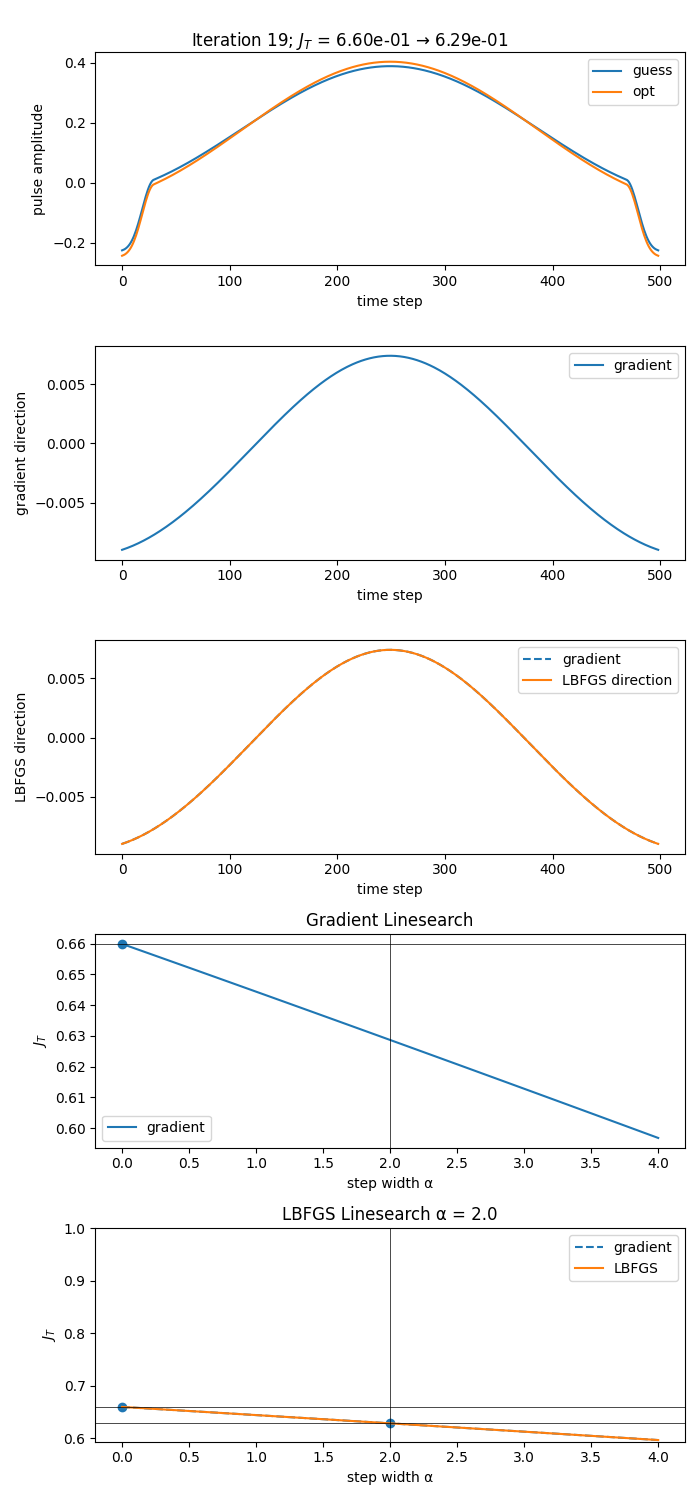 Iteration 19; J_T = 6.60e-01 → 6.29e-01
0.4
0.2
0.0
−0.2
pulse amplitude
guess
opt
0 100 200 300 400 500
time step
0.005
0.000
−0.005
gradient direction
gradient
0 100 200 300 400 500
time step
0.005
0.000
−0.005
LBFGS direction
gradient
LBFGS direction
0 100 200 300 400 500
time step
Gradient Linesearch
0.66
0.65
0.64
0.63
0.62
0.61
0.60
J_T
gradient
0.0 0.5 1.0 1.5 2.0 2.5 3.0 3.5 4.0
step width α
LBFGS Linesearch α = 2.0
1.0
0.9
0.8
0.7
0.6
J_T
gradient
LBFGS
0.0 0.5 1.0 1.5 2.0 2.5 3.0 3.5 4.0
step width α